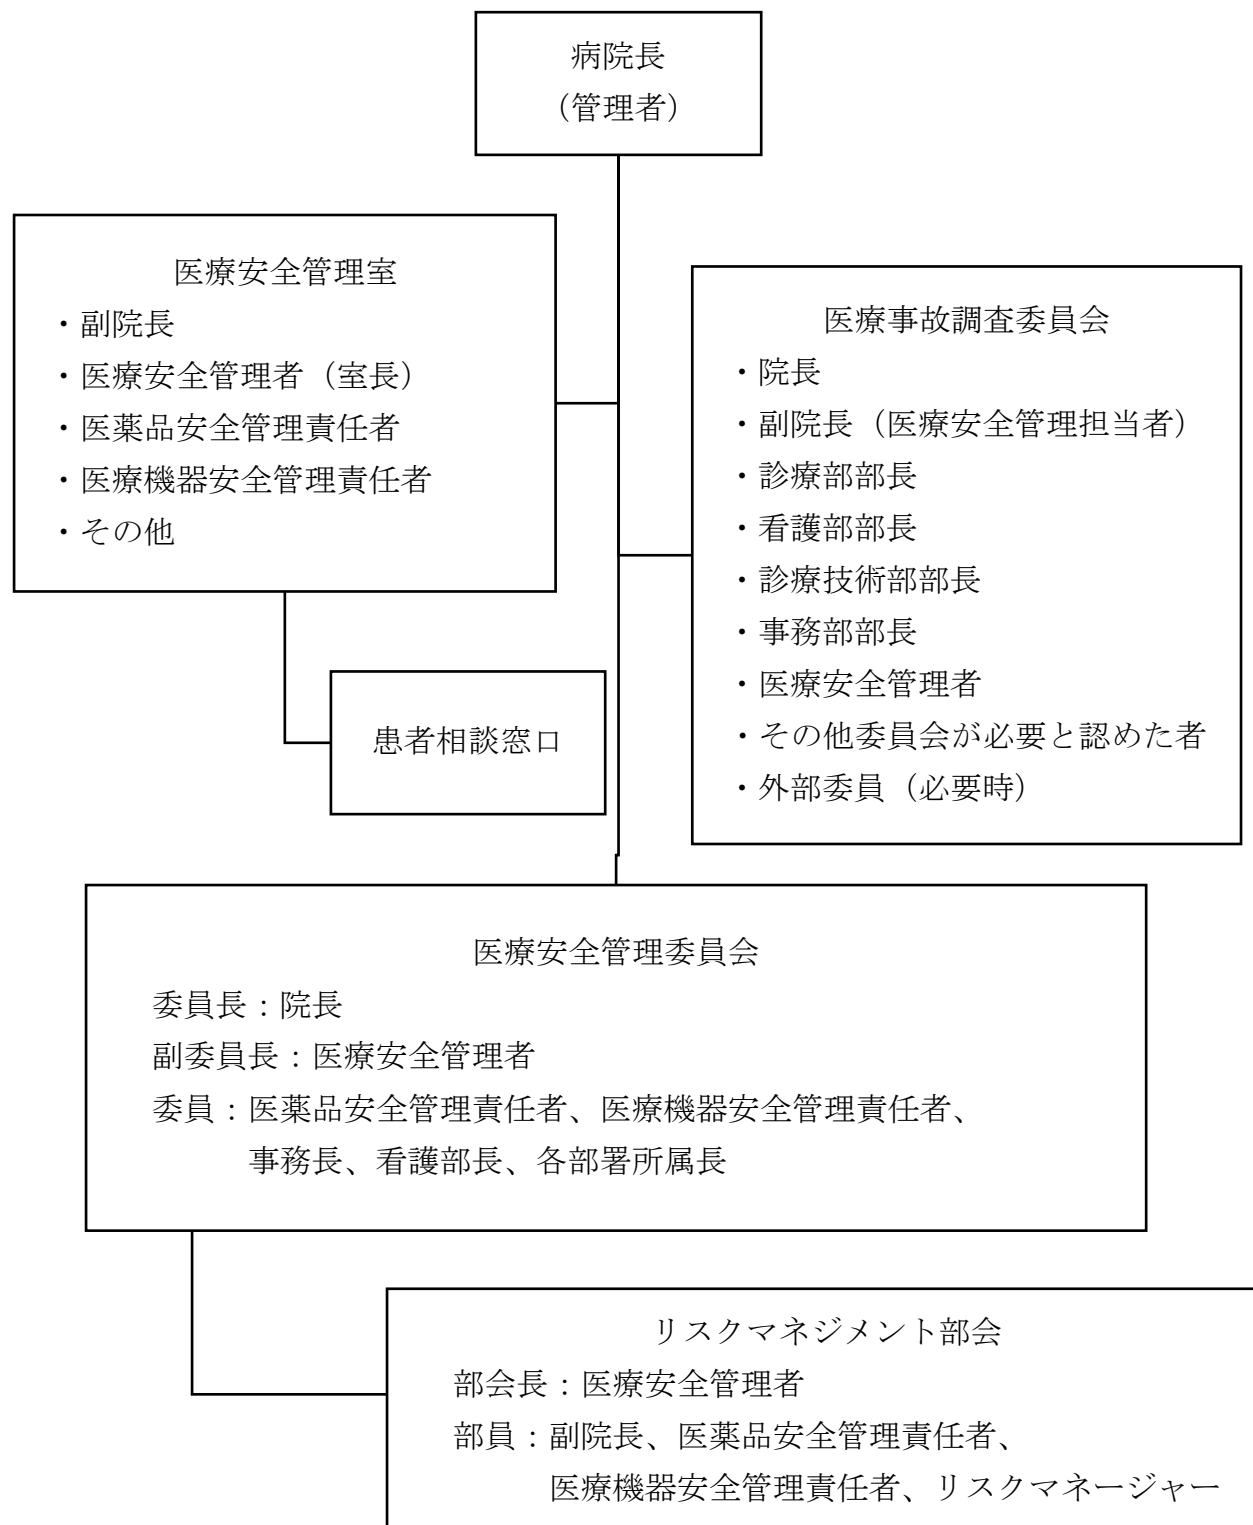 病院長
（管理者）
医療安全管理室
・副院長
・医療安全管理者（室長）
・医薬品安全管理責任者
・医療機器安全管理責任者
・その他
医療事故調査委員会
・院長
・副院長（医療安全管理担当者）
・診療部部長
・看護部部長
・診療技術部部長
・事務部部長
・医療安全管理者
・その他委員会が必要と認めた者
・外部委員（必要時）
患者相談窓口
医療安全管理委員会
委員長：院長
副委員長：医療安全管理者
委員：医薬品安全管理責任者、医療機器安全管理責任者、
事務長、看護部長、各部署所属長
リスクマネジメント部会
部会長：医療安全管理者
部員：副院長、医薬品安全管理責任者、
医療機器安全管理責任者、リスクマネージャー